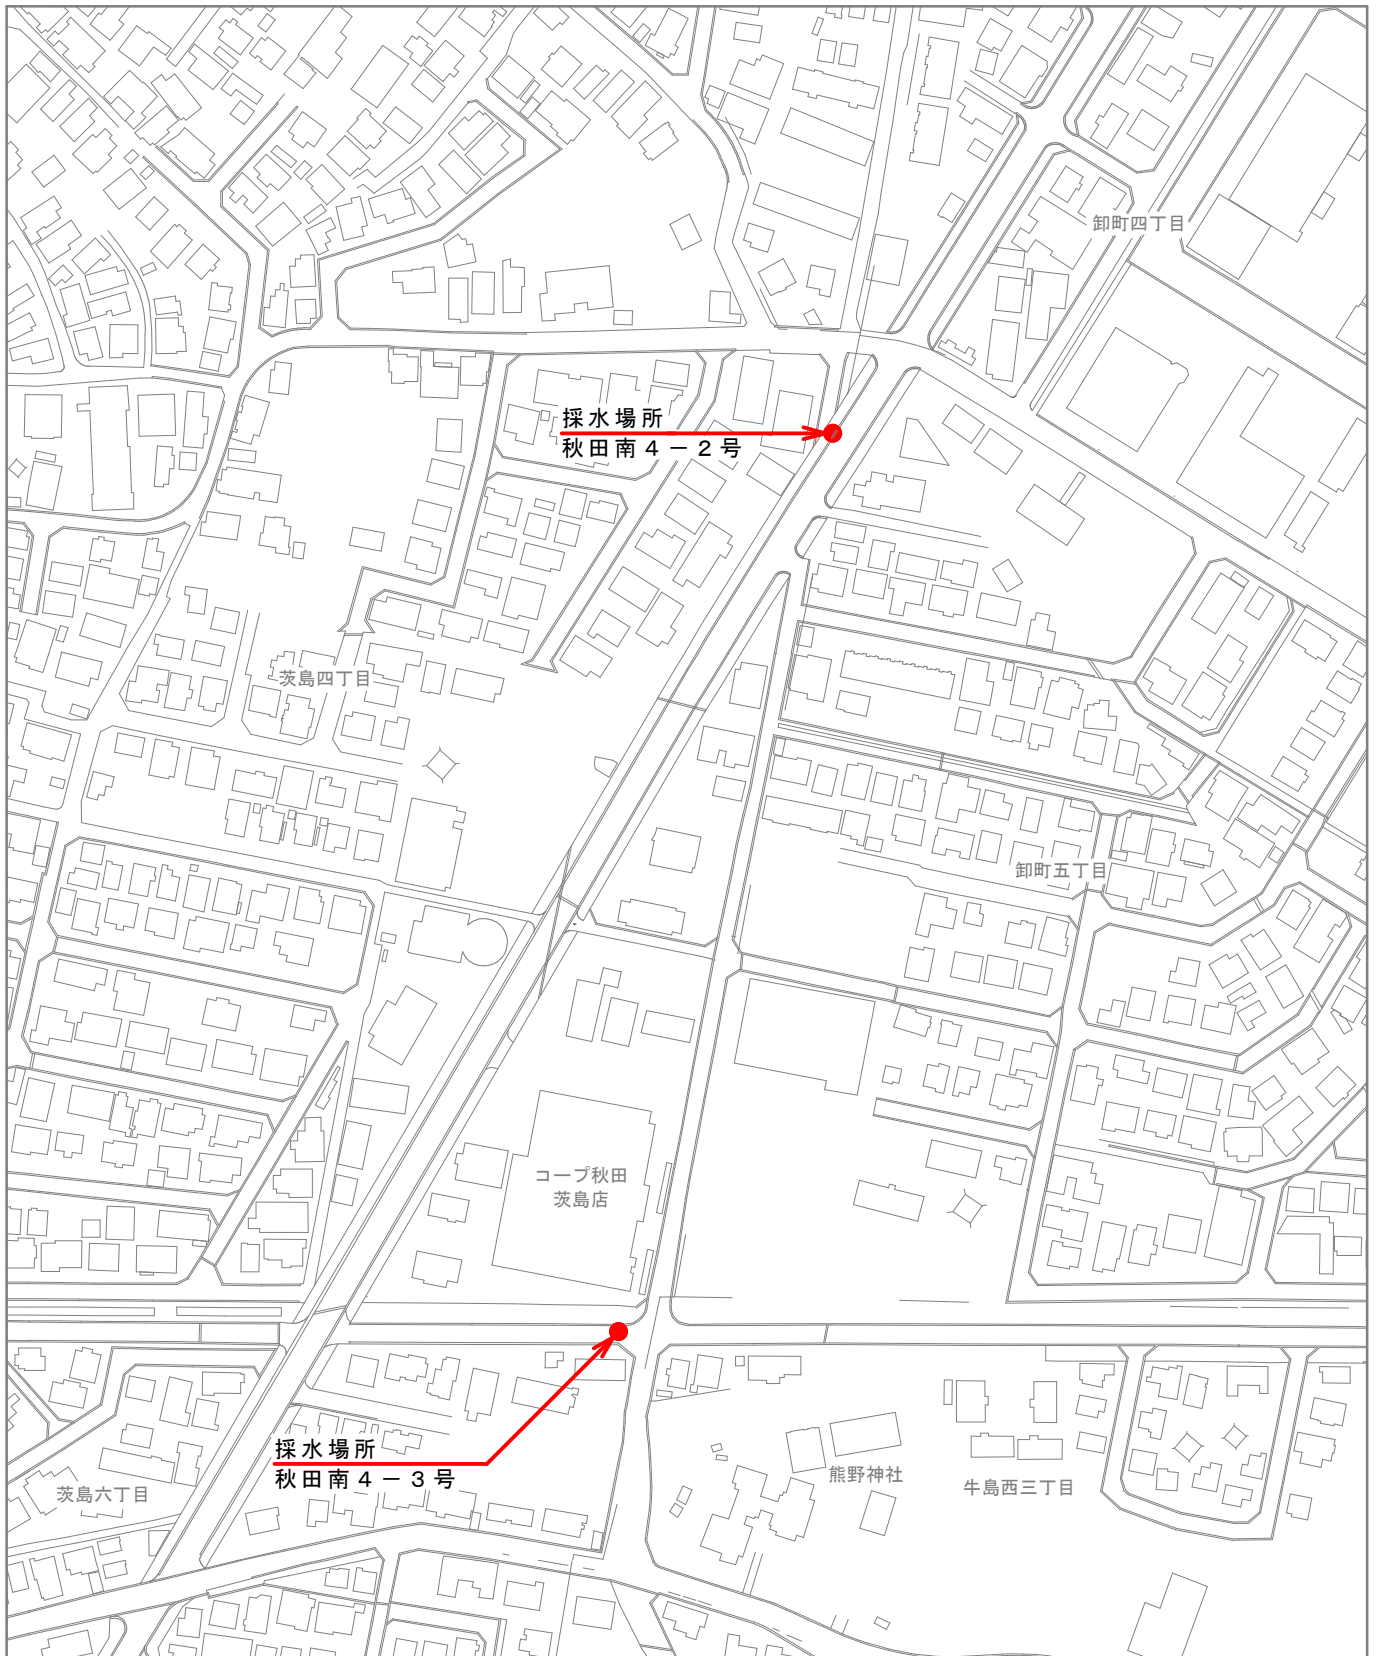 卸町四丁目
採水場所
秋田南４－２号
茨島四丁目
卸町五丁目
コープ秋田
茨島店
採水場所
秋田南４－３号
熊野神社
牛島西三丁目
茨島六丁目